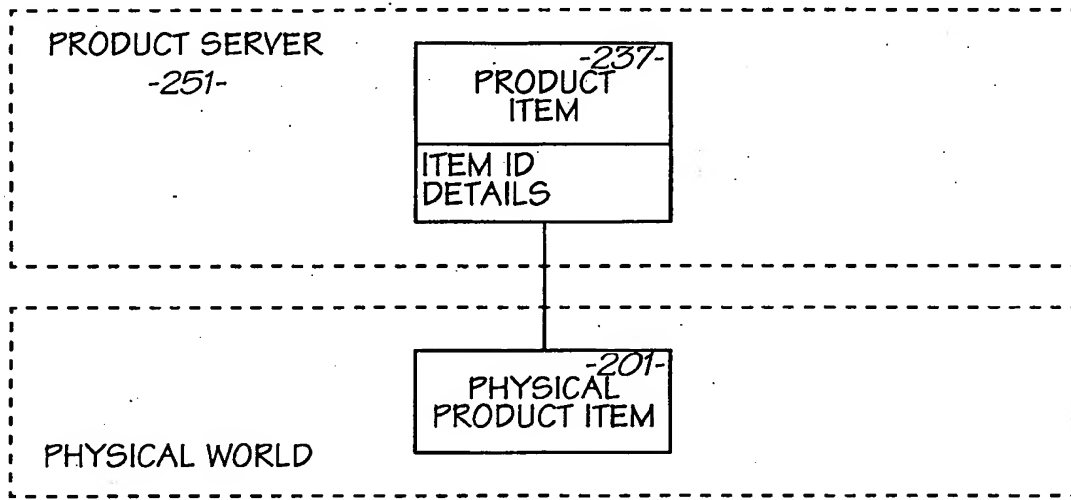 PRODUCT SERVER
-251-
-237-
PRODUCT
ITEM
ITEM ID
DETAILS
-201-
PHYSICAL
PRODUCT ITEM
PHYSICAL WORLD